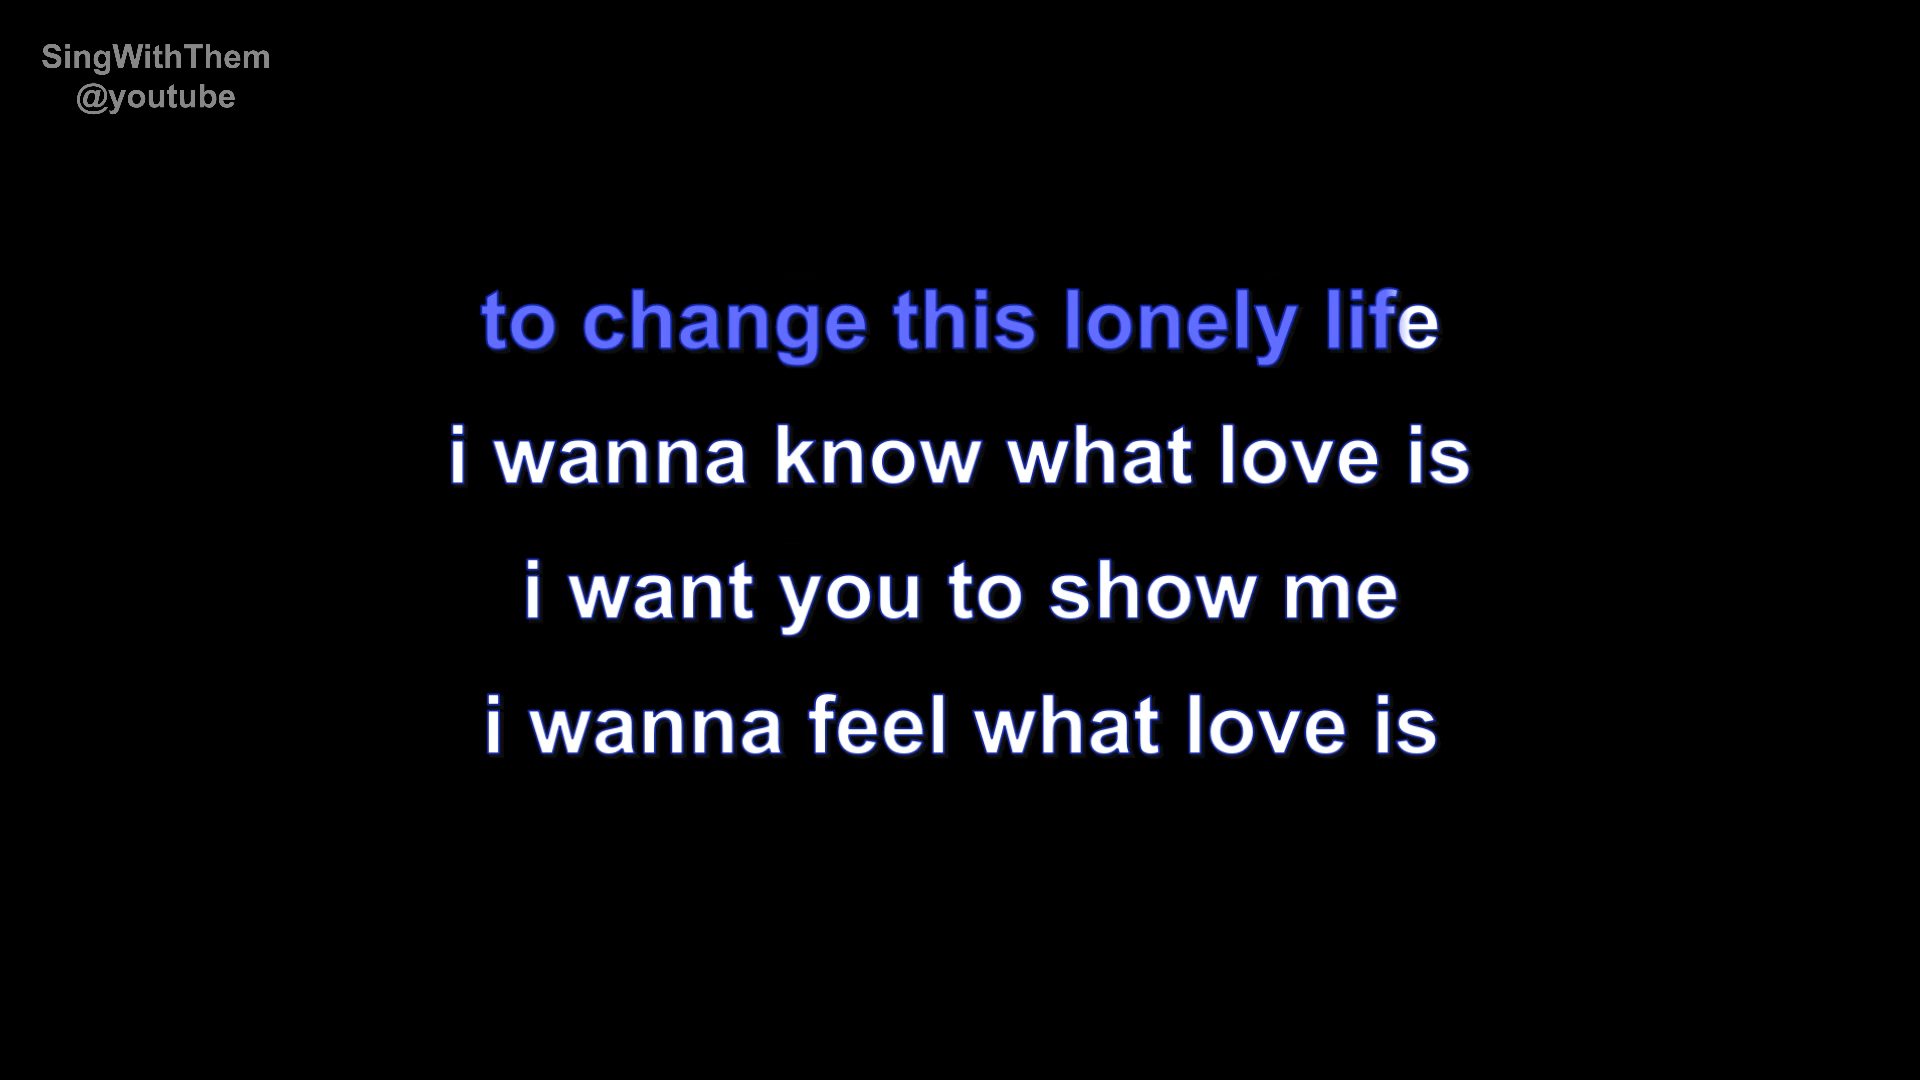 SingWithThem
@youtube
to change this lonely life
i wanna know what love is
i want you to show me
i wanna feel what love is